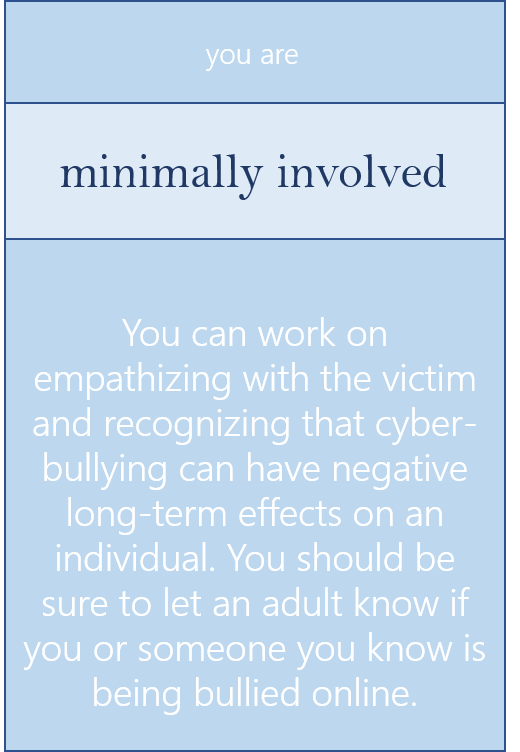 you are
minimally involved
You can work on
empathizing with the victim
and recognizing that cyber-
bullying can have negative
long-term effects on an
individual. You should be
sure to let an adult know if
you or someone you know is
being bullied online.